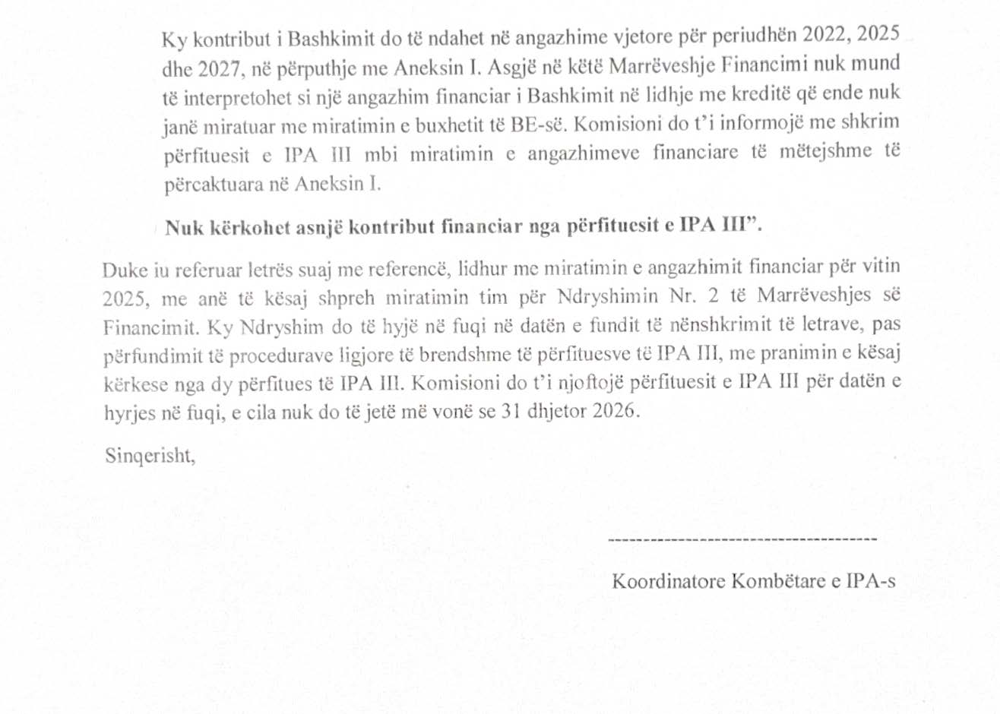 Ky kontribut i Bashkimit do të ndahet në angazhime vjetore për periudhën 2022, 2025
dhe 2027, në përputhje me Aneksin I. Asgjë në këtë Marrëveshje Financimi nuk mund
të interpretohet si një angazhim financiar i Bashkimit në lidhje me kreditë që ende nuk
janë miratuar me miratimin e buxhetit të BE-së. Komisioni do t’i informojë me shkrim
përfituesit e IPA III mbi miratimin e angazhimeve financiare të mëtejshme të
përcaktuara në Aneksin I.
Nuk kërkohet asnjë kontribut financiar nga përfituesit e IPA III”.
Duke iu referuar letrës suaj me referencë, lidhur me miratimin e angazhimit financiar për vitin
2025, me anë të kësaj shpreh miratimin tim për Ndryshimin Nr. 2 të Marrëveshjes së
Financimit. Ky Ndryshim do të hyjë në fuqi në datën e fundit të nënshkrimit të letrave, pas
përfundimit të procedurave ligjore të brendshme të përfituesve të IPA III, me pranimin e kësaj
kërkese nga dy përfitues të IPA III. Komisioni do t’i njoftojë përfituesit e IPA III për datën e
hyrjes në fuqi, e cila nuk do të jetë më vonë se 31 dhjetor 2026.
Sinqerisht,
--------------------------------------
Koordinatore Kombëtare e IPA-s